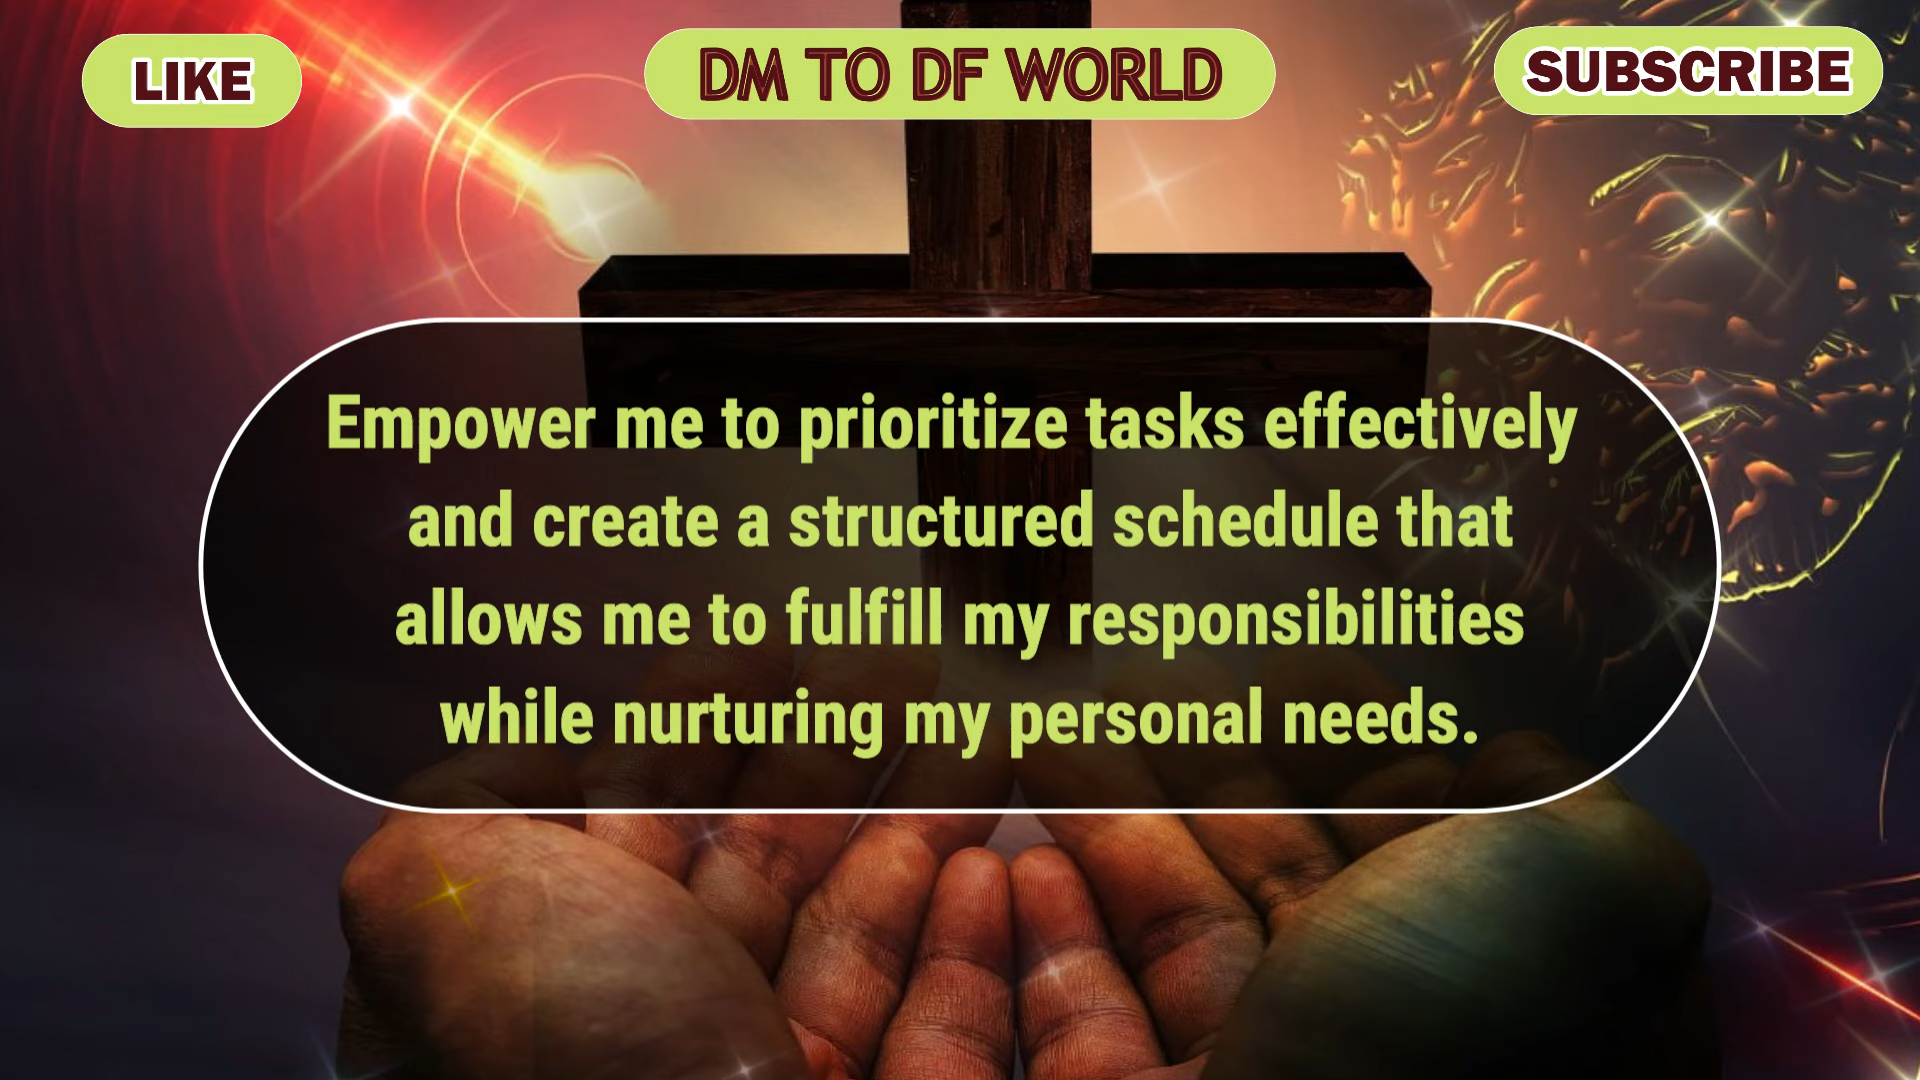 LIKE
DM TO DF WORLD
SUBSCRIBE
Empower me to prioritize tasks effectively
and create a structured schedule that
allows me to fulfill my responsibilities
while nurturing my personal needs.